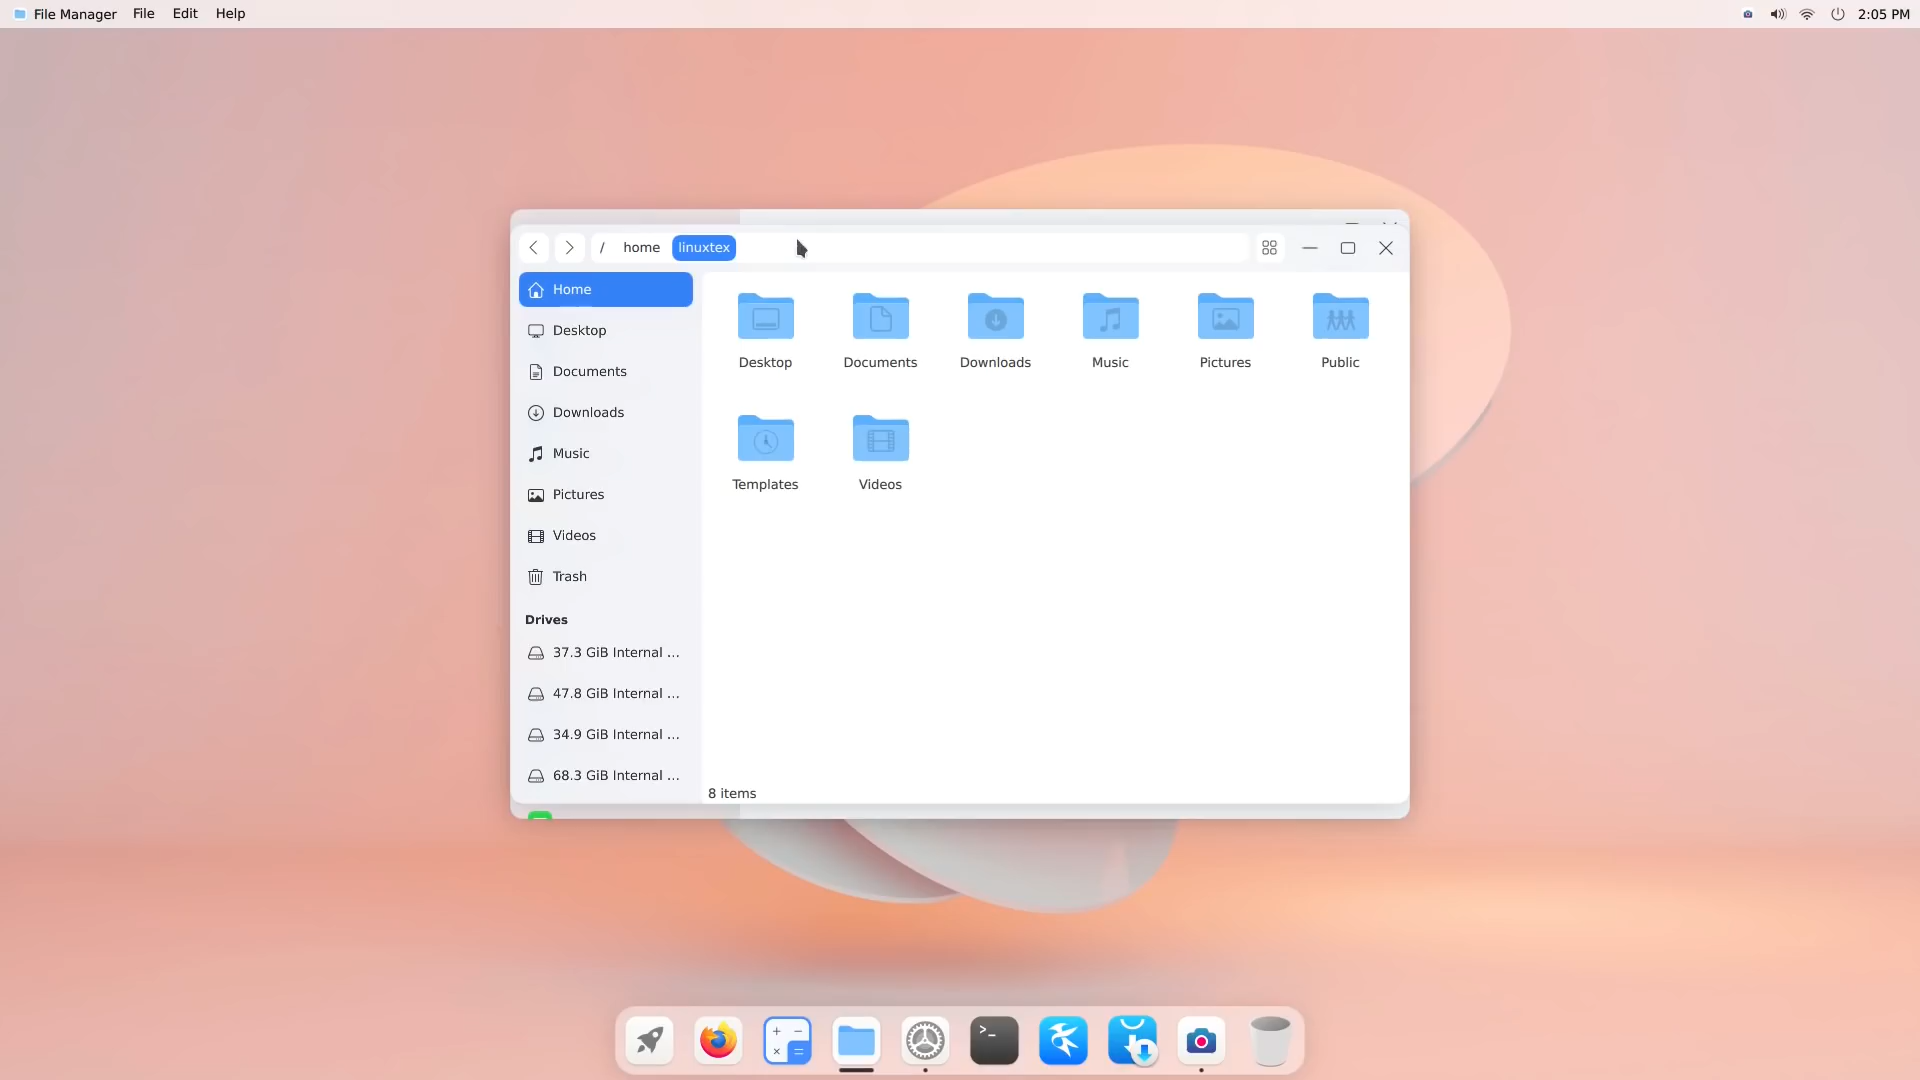 File Manager File Edit Help 2:05 PM
/ home linuxtex
Home
Desktop
Documents
Downloads
Music
Pictures
Videos
Trash
Drives
37.3 GiB Internal ...
47.8 GiB Internal ...
34.9 GiB Internal ...
68.3 GiB Internal ...
Desktop Documents Downloads Music Pictures Public
Templates Videos
8 items